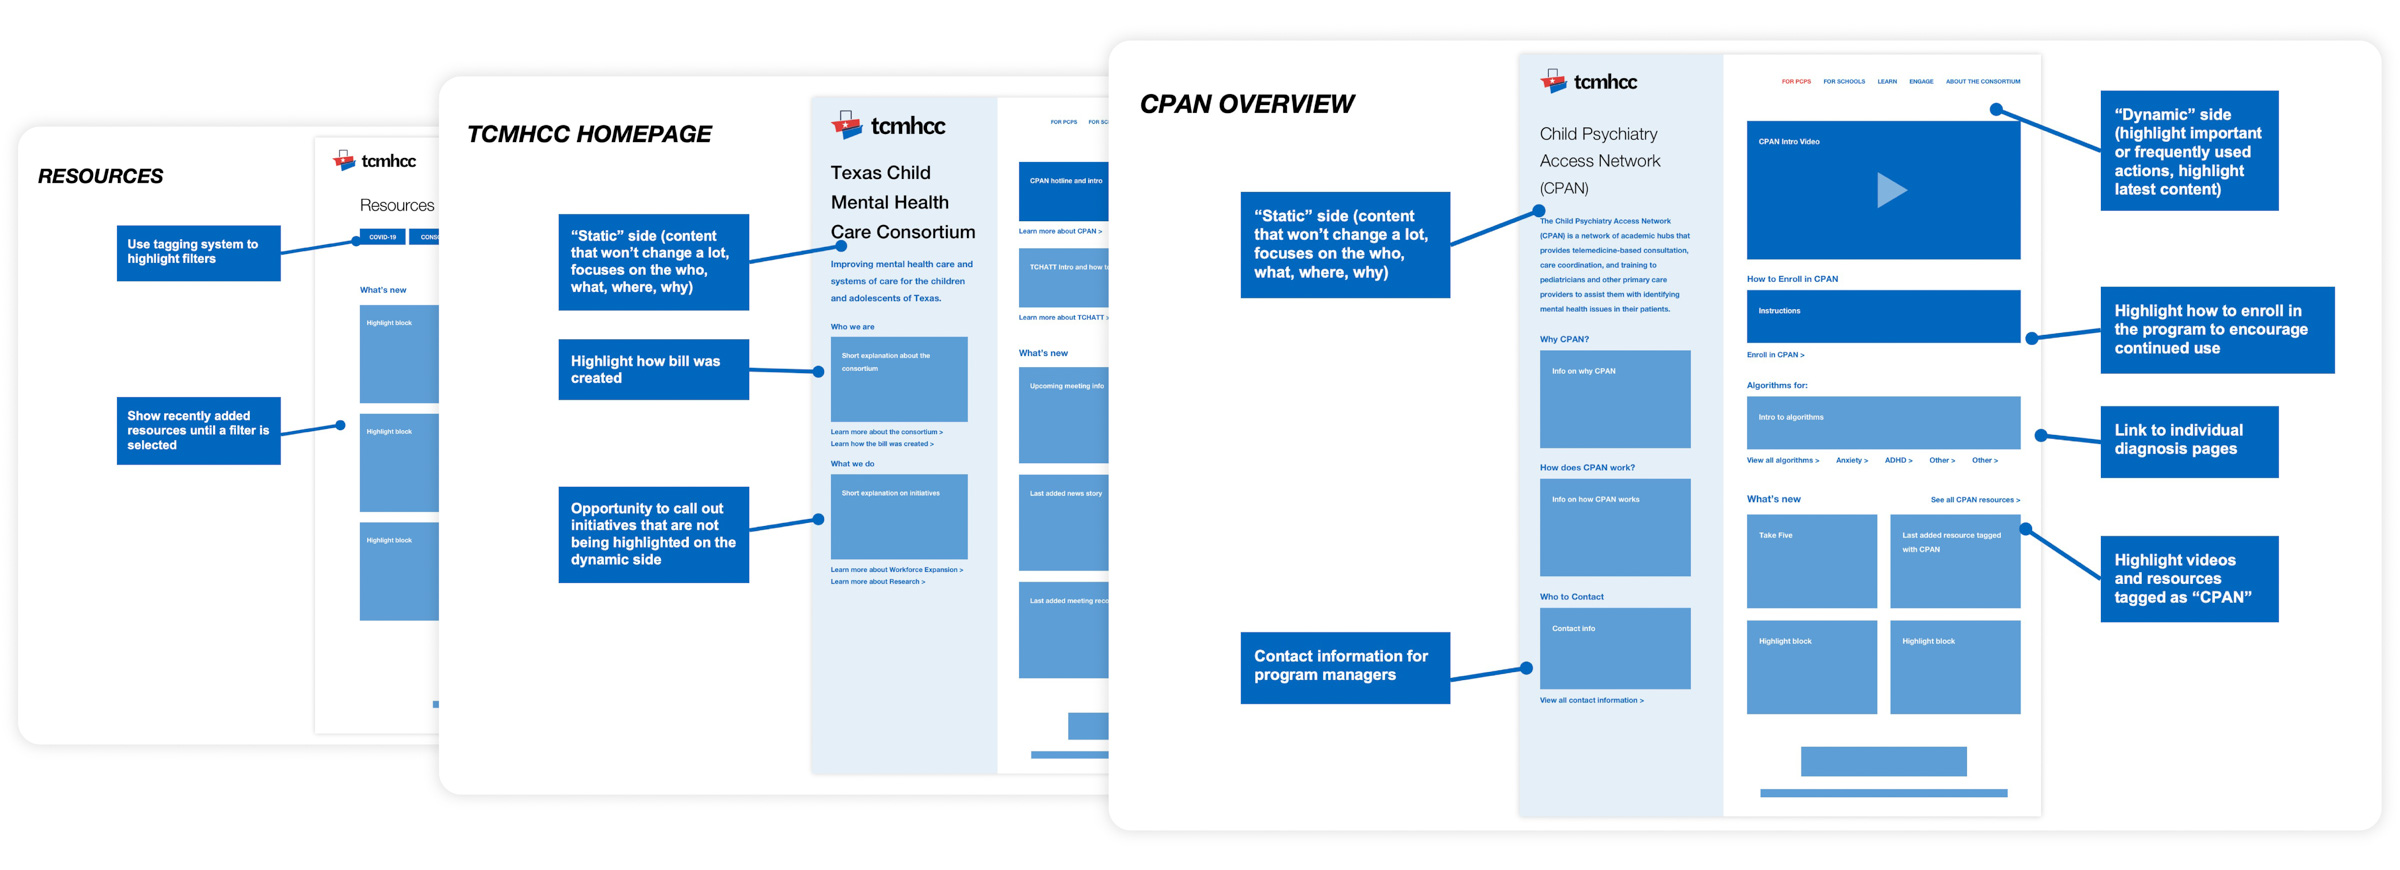 RESOURCES
tcmhcc
Resources
COVID-19
Use tagging system to
highlight filters
What's new
Highlight block
Show recently added
resources until a filter is
selected
Highlight block
Highlight block
TCMHCC HOMEPAGE
tcmhcc
FOR PCPS
Texas Child
Mental Health
Care Consortium
Improving mental health care and
systems of care for the children
and adolescents of Texas.
“Static” side (content
that won’t change a lot,
focuses on the who,
what, where, why)
Who we are
Short explanation about the
consortium
Highlight how bill was
created
Learn more about the consortium >
Learn how the bill was created >
What we do
Short explanation on initiatives
Opportunity to call out
initiatives that are not
being highlighted on the
dynamic side
Learn more about Workforce Expansion >
Learn more about Research >
CPAN hotline and intro
Learn more about CPAN >
TCHATT Intro and how
Learn more about TCHATT >
What's new
Upcoming meeting info
Last added news story
Last added meeting
CPAN OVERVIEW
tcmhcc
FOR PCPS FOR SCHOOLS LEARN ENGAGE ABOUT THE CONSORTIUM
Child Psychiatry
Access Network
(CPAN)
“Static” side (content
that won’t change a lot,
focuses on the who,
what, where, why)
The Child Psychiatry Access Network
(CPAN) is a network of academic hubs that
provides telemedicine-based consultation,
care coordination, and training to
pediatricians and other primary care
providers to assist them with identifying
mental health issues in their patients.
Why CPAN?
Info on why CPAN
How does CPAN work?
Info on how CPAN works
Who to Contact
Contact info
View all contact information >
Contact information for
program managers
CPAN Intro Video
How to Enroll in CPAN
Instructions
Enroll in CPAN >
Algorithms for:
Intro to algorithms
View all algorithms > Anxiety > ADHD > Other > Other >
What's new See all CPAN resources >
Take Five
Last added resource tagged
with CPAN
Highlight block
Highlight block
“Dynamic” side
(highlight important
or frequently used
actions, highlight
latest content)
Highlight how to enroll in
the program to encourage
continued use
Link to individual
diagnosis pages
Highlight videos
and resources
tagged as “CPAN”